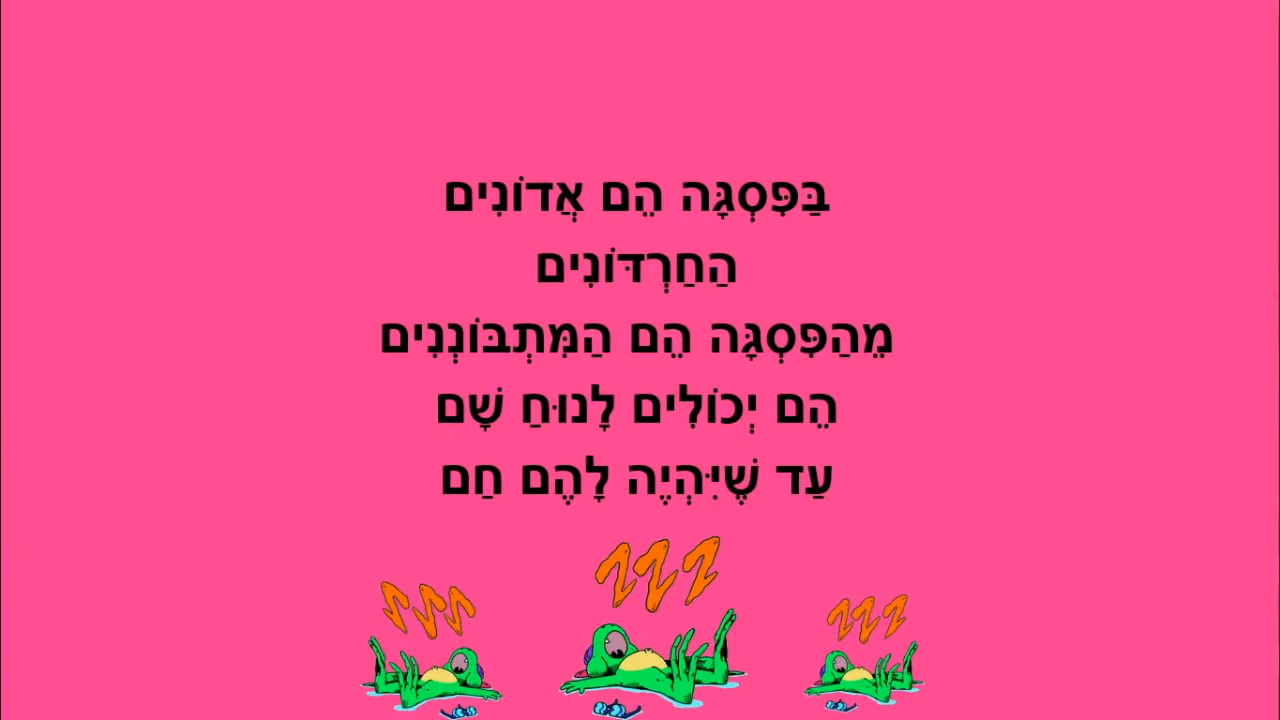 בַּפִּסְגָּה הֵם אֲדוֹנִים
הַחַרְדּוֹנִים
מֵהַפִּסְגָּה הֵם הַמִּתְבּוֹנְנִים
הֵם יְכוֹלִים לָנוּחַ שָׁם
עַד שֶׁיִּהְיֶה לָהֶם חַם